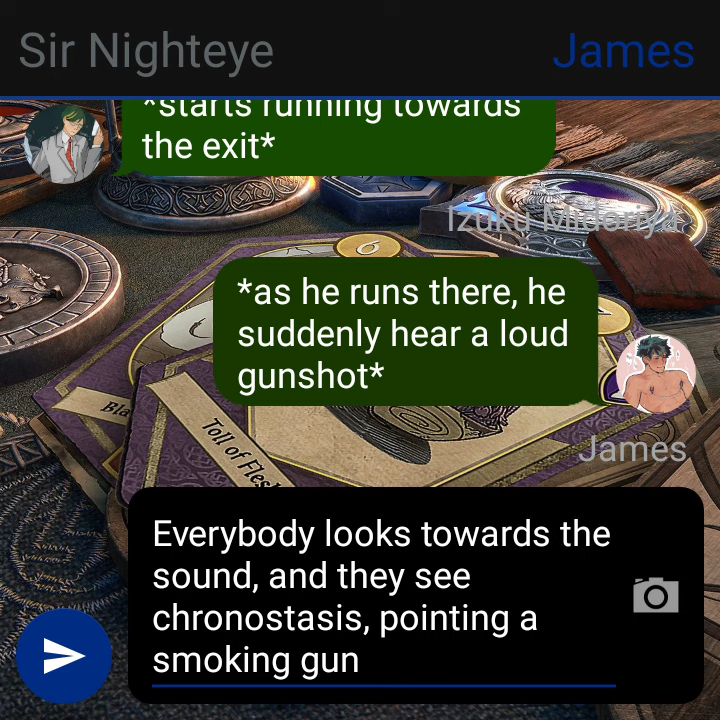 Sir Nighteye
James
*starts running towards
the exit*
Izuku Midoriya
*as he runs there, he
suddenly hear a loud
gunshot*
James
6
Toll of Flesh
Everybody looks towards the
sound, and they see
chronostasis, pointing a
smoking gun